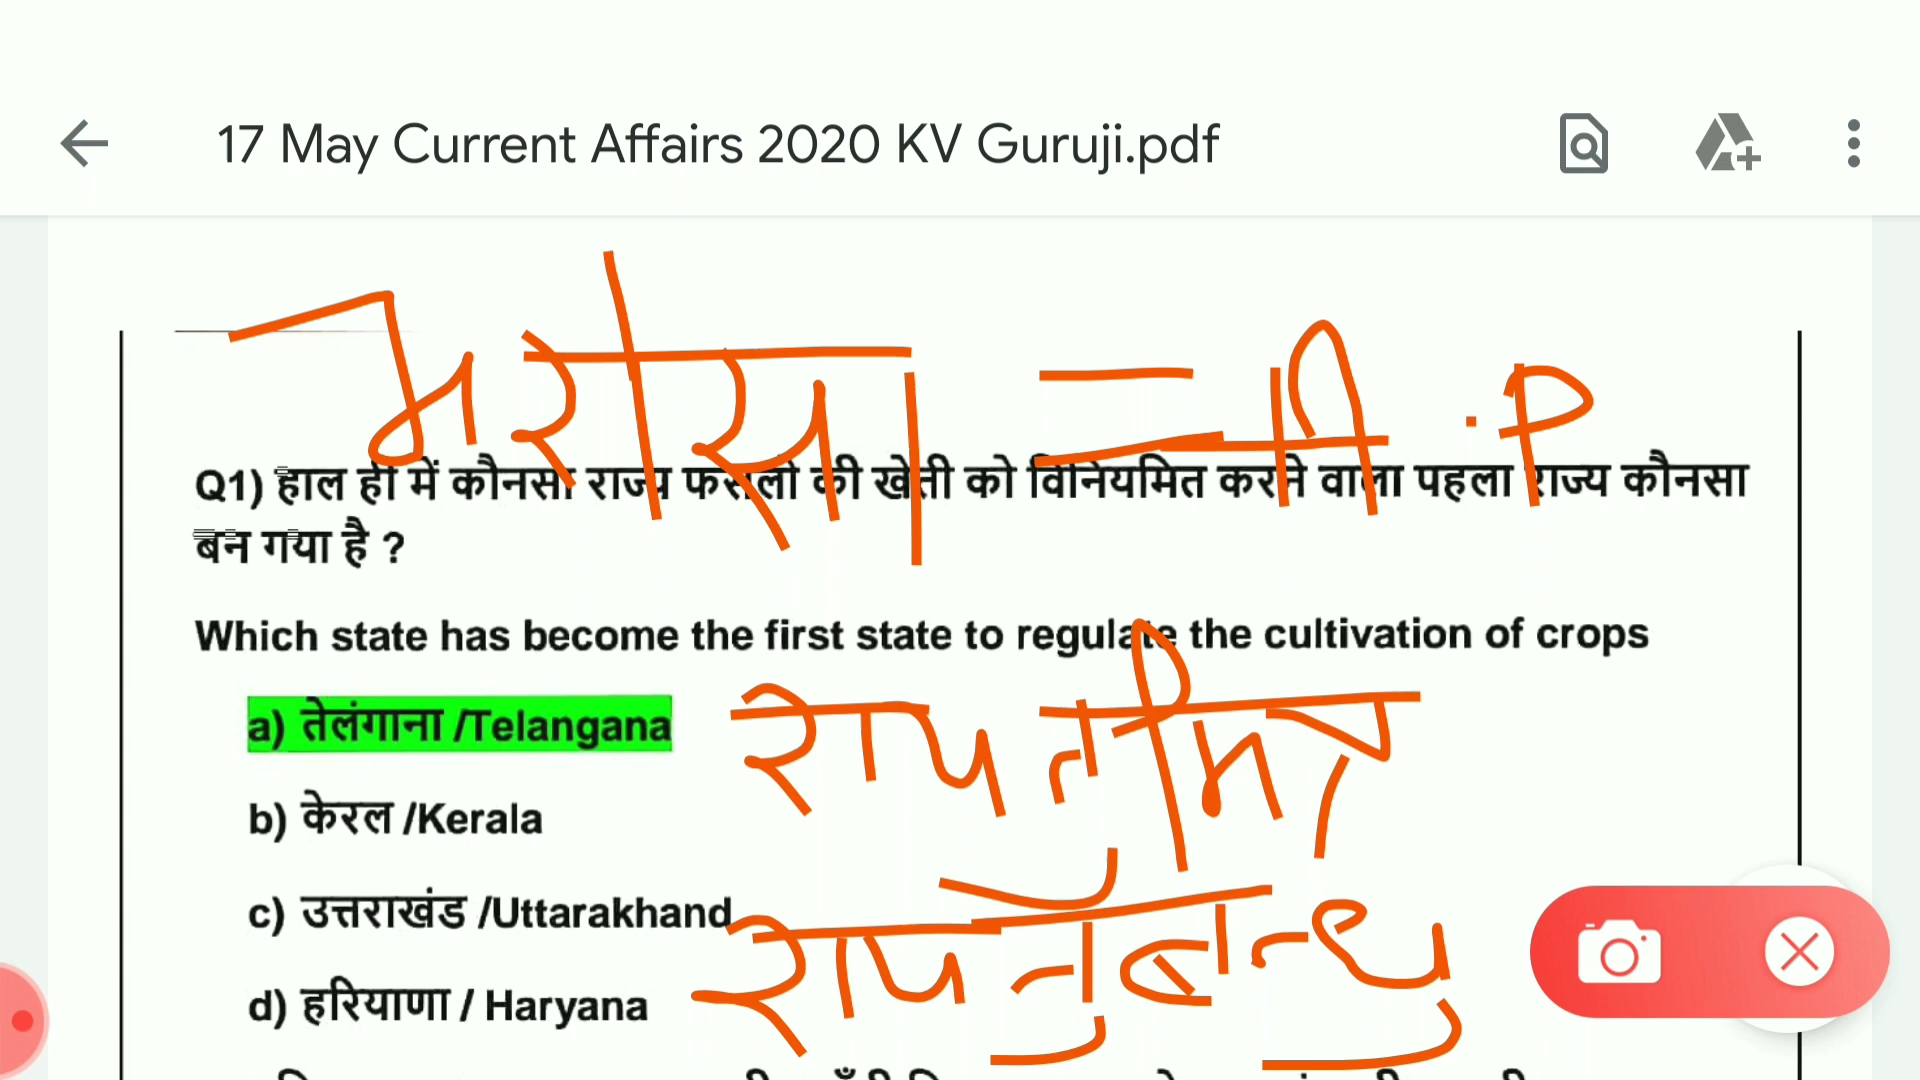 17 May Current Affairs 2020 KV Guruji.pdf
= M.P
Q1) हाल ही में कौनसा राज्य फसलों की खेती को विनियमित करने वाला पहला राज्य कौनसा
बन गया है ?
Which state has become the first state to regulate the cultivation of crops
a) तेलंगाना /Telangana
b) केरल /Kerala
c) उत्तराखंड /Uttarakhand
d) हरियाणा / Haryana